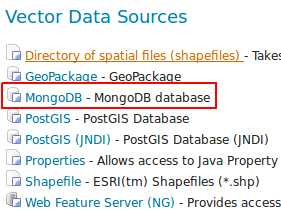 Vector Data Sources
Directory of spatial files (shapefiles) - Takes
GeoPackage - GeoPackage
MongoDB - MongoDB database
PostGIS - PostGIS Database
PostGIS (JNDI) - PostGIS Database (JNDI)
Properties - Allows access to Java Property
Shapefile - ESRI(tm) Shapefiles (*.shp)
Web Feature Server (NG) - Provides access